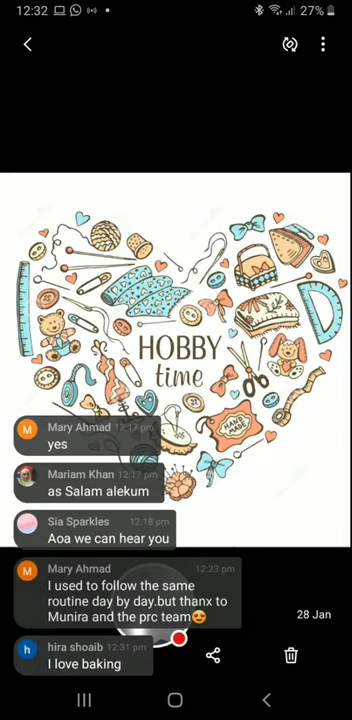 12:32
27%
HOBBY
time
HAND
MADE
Mary Ahmad 12:17 pm
yes
Mariam Khan 12:17 pm
as Salam alekum
Sia Sparkles 12:18 pm
Aoa we can hear you
Mary Ahmad 12:23 pm
I used to follow the same
routine day by day.but thanx to
Munira and the prc team😍
28 Jan
hira shoaib 12:31 pm
I love baking